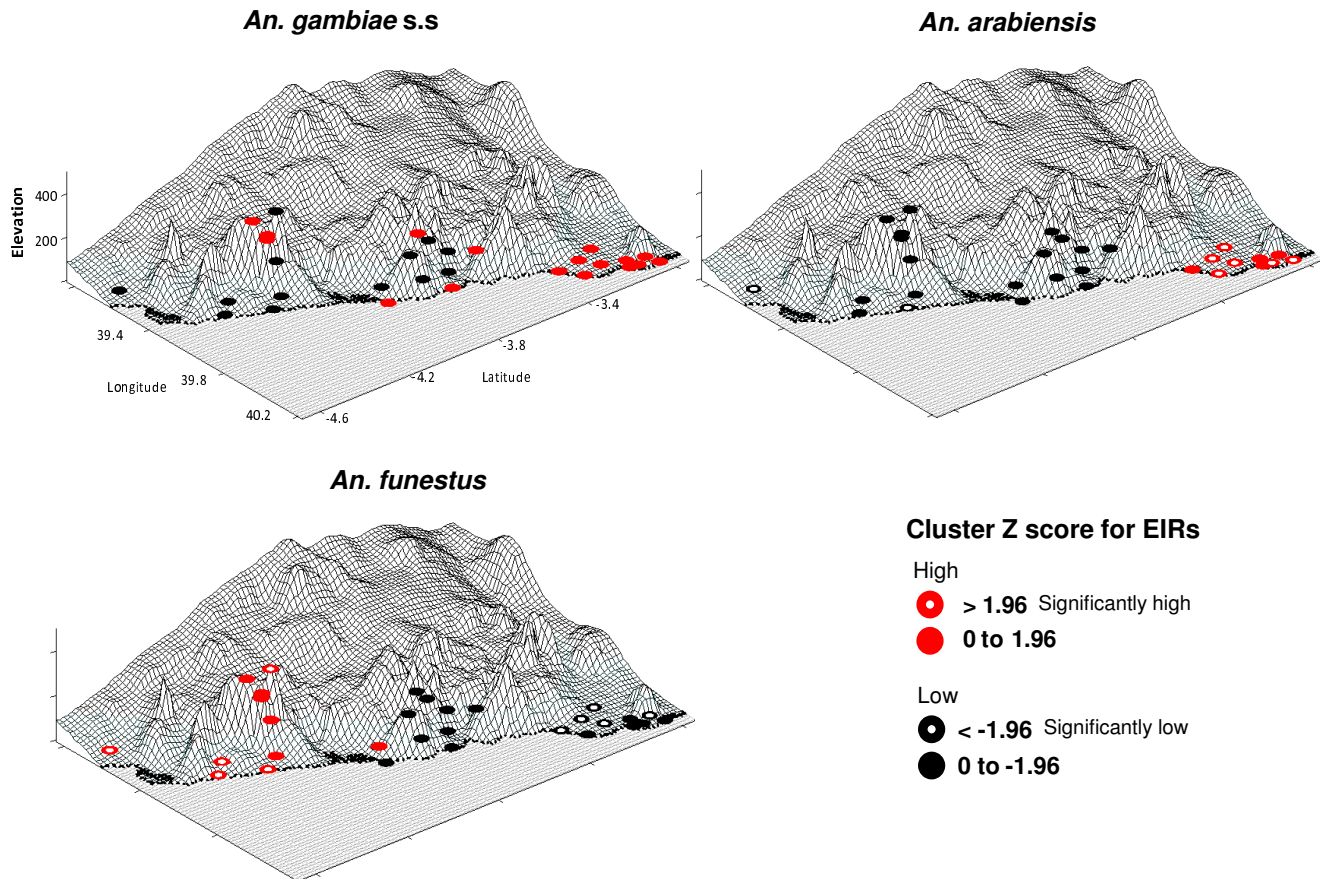 An. gambiae s.s
An. arabiensis
Elevation
400
200
39.4
39.8
40.2
Longitude
-4.6
-4.2
-3.8
-3.4
Latitude
An. funestus
Cluster Z score for EIRs
High
> 1.96 Significantly high
0 to 1.96
Low
< -1.96 Significantly low
0 to -1.96